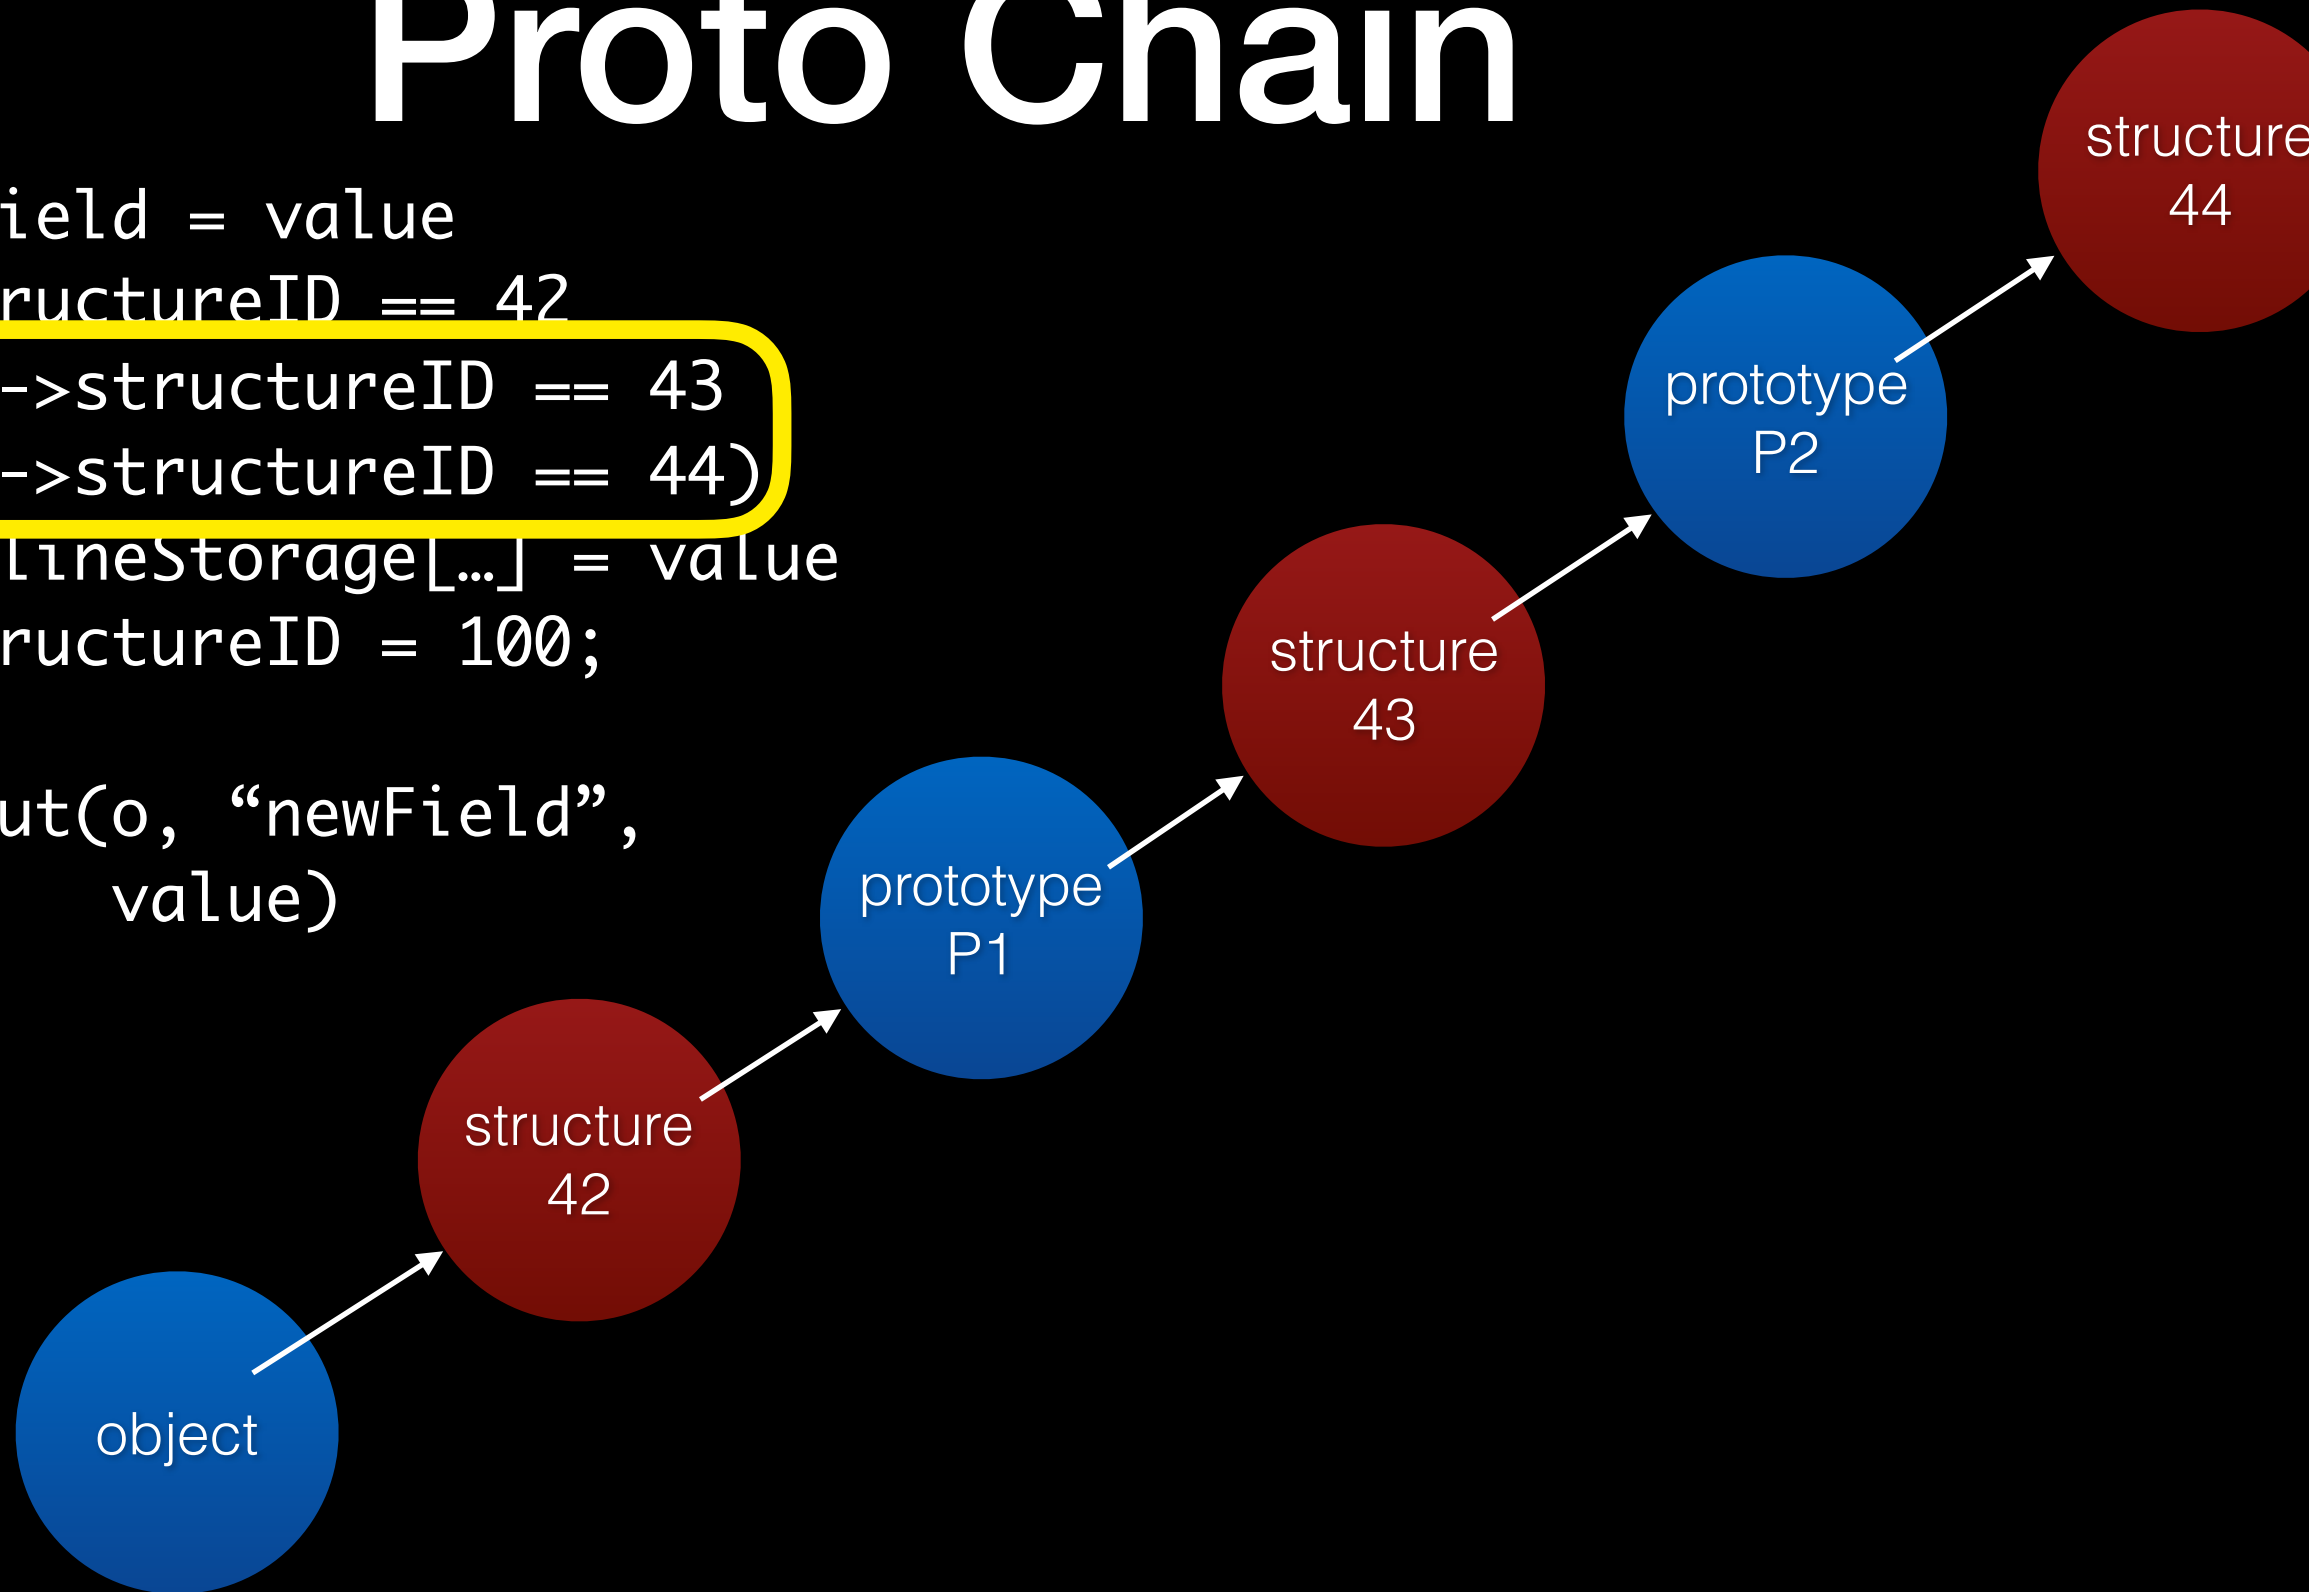 Proto Chain
ield = value
ructureID == 42
->structureID == 43
->structureID == 44)
lineStorage[…] = value
ructureID = 100;
ut(o, “newField”,
value)
structure
44
prototype
P2
structure
43
prototype
P1
structure
42
object